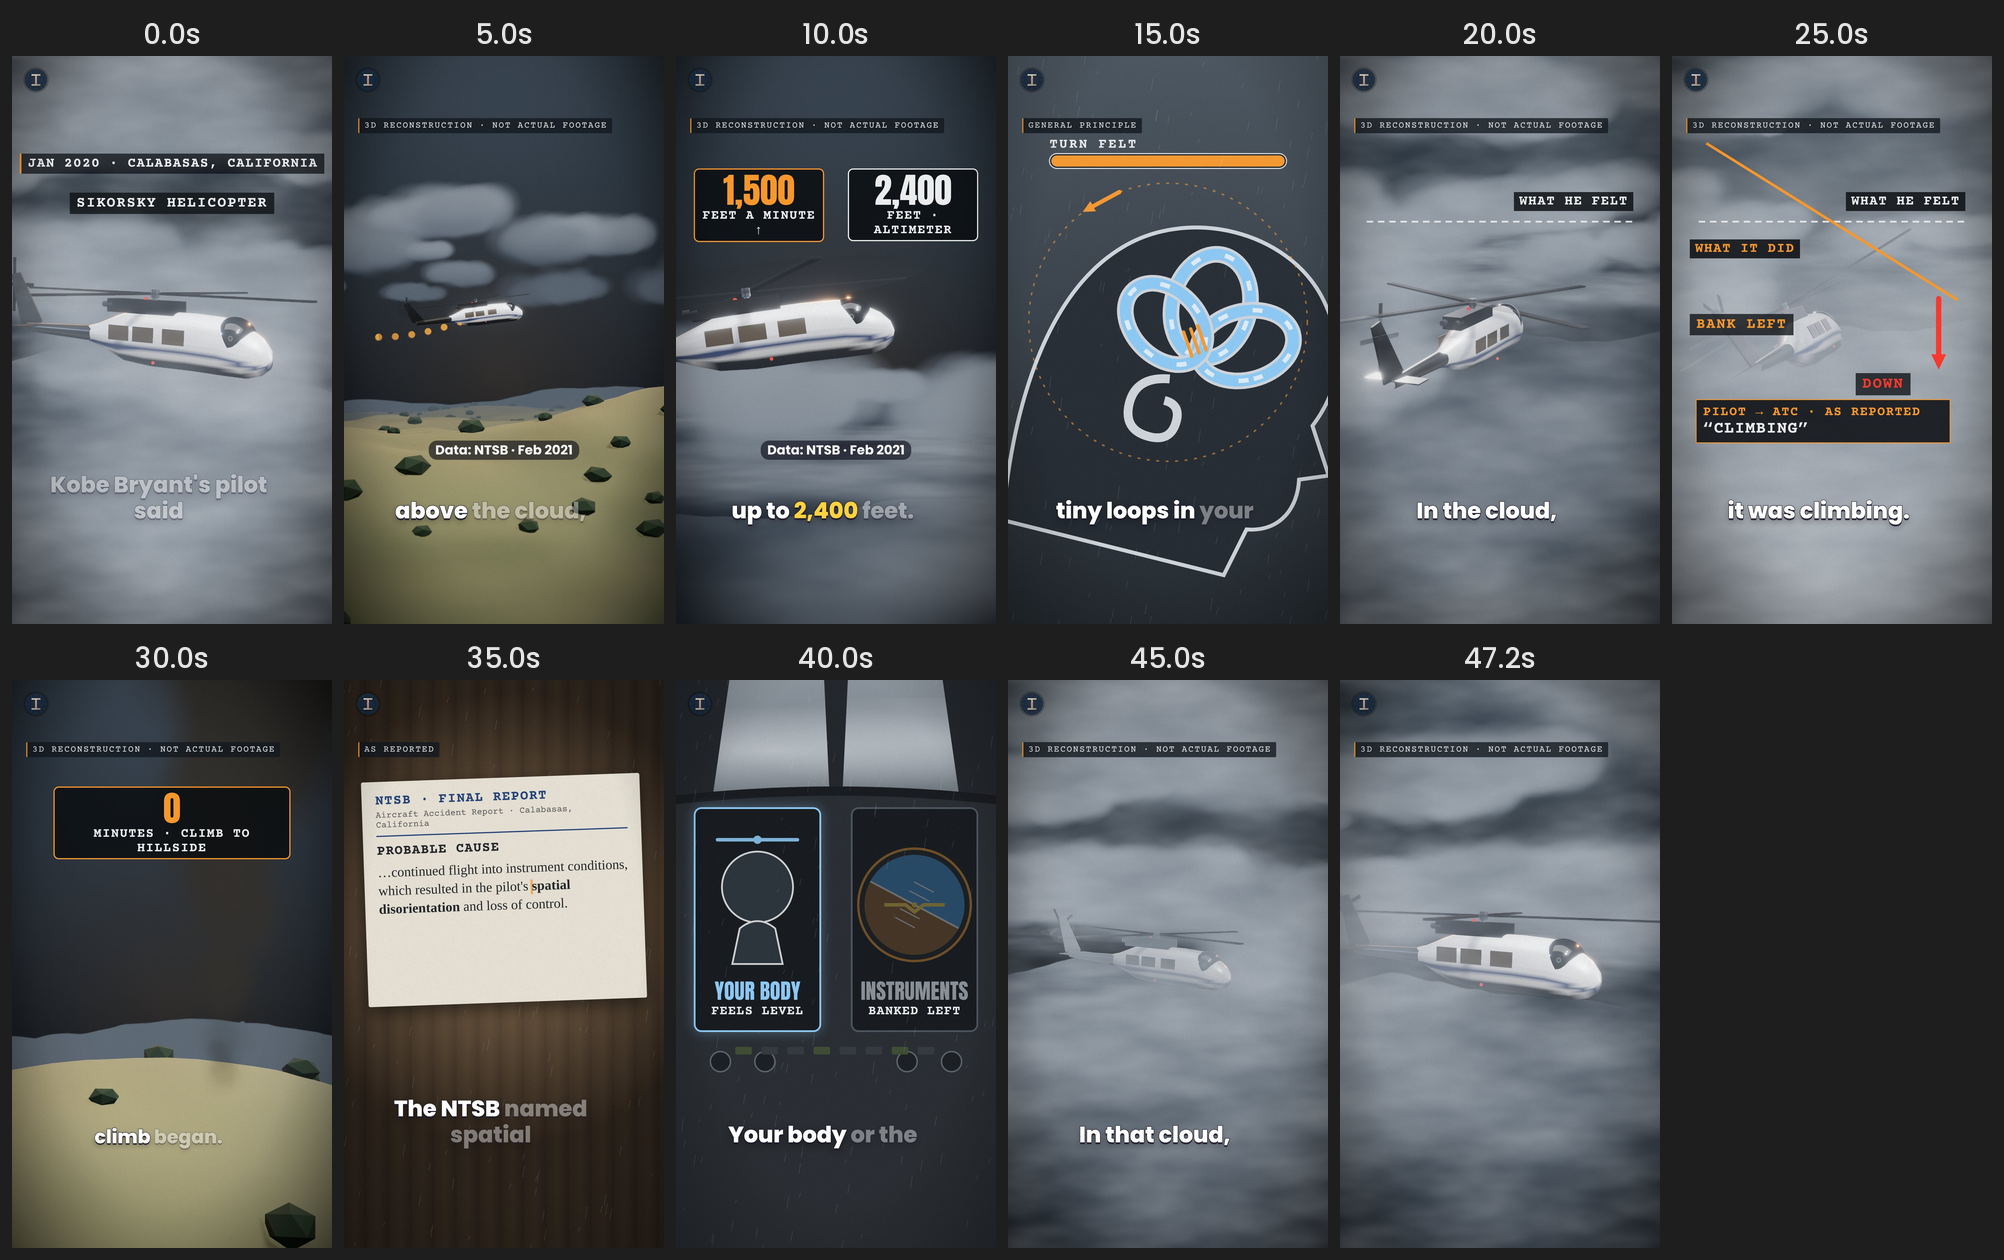 0.0s
5.0s
10.0s
15.0s
20.0s
25.0s
I
JAN 2020 · CALABASAS, CALIFORNIA
SIKORSKY HELICOPTER
Kobe Bryant's pilot
said
I
3D RECONSTRUCTION · NOT ACTUAL FOOTAGE
Data: NTSB · Feb 2021
above the cloud,
I
3D RECONSTRUCTION · NOT ACTUAL FOOTAGE
1,500
FEET A MINUTE
↑
2,400
FEET ·
ALTIMETER
Data: NTSB · Feb 2021
up to 2,400 feet.
I
GENERAL PRINCIPLE
TURN FELT
tiny loops in your
I
3D RECONSTRUCTION · NOT ACTUAL FOOTAGE
WHAT HE FELT
In the cloud,
I
3D RECONSTRUCTION · NOT ACTUAL FOOTAGE
WHAT HE FELT
WHAT IT DID
BANK LEFT
DOWN
PILOT → ATC · AS REPORTED
“CLIMBING”
it was climbing.
30.0s
35.0s
40.0s
45.0s
47.2s
I
3D RECONSTRUCTION · NOT ACTUAL FOOTAGE
0
MINUTES · CLIMB TO
HILLSIDE
climb began.
I
AS REPORTED
NTSB · FINAL REPORT
Aircraft Accident Report · Calabasas,
California
PROBABLE CAUSE
…continued flight into instrument conditions,
which resulted in the pilot's spatial
disorientation and loss of control.
The NTSB named
spatial
I
YOUR BODY
FEELS LEVEL
INSTRUMENTS
BANKED LEFT
Your body or the
I
3D RECONSTRUCTION · NOT ACTUAL FOOTAGE
In that cloud,
I
3D RECONSTRUCTION · NOT ACTUAL FOOTAGE